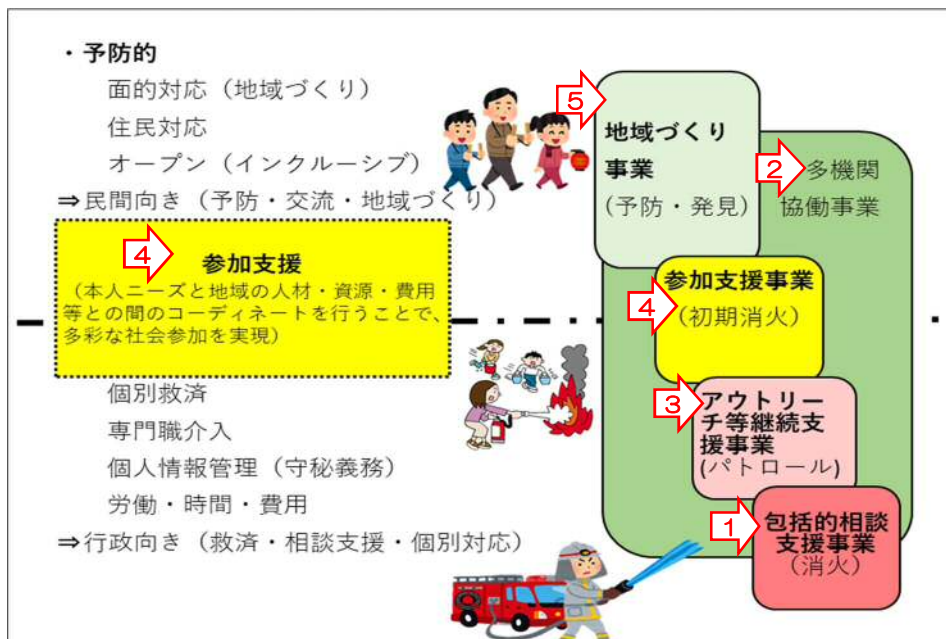 ・予防的
面的対応（地域づくり）
住民対応
オープン（インクルーシブ）
⇒民間向き（予防・交流・地域づくり）
4
参加支援
（本人ニーズと地域の人材・資源・費用
等との間のコーディネートを行うことで、
多彩な社会参加を実現）
個別救済
専門職介入
個人情報管理（守秘義務）
労働・時間・費用
⇒行政向き（救済・相談支援・個別対応）
5
地域づくり
事業
（予防・発見）
2
多機関
協働事業
4
参加支援事業
（初期消火）
3
アウトリー
チ等継続支
援事業
(パトロール)
1
包括的相談
支援事業
（消火）